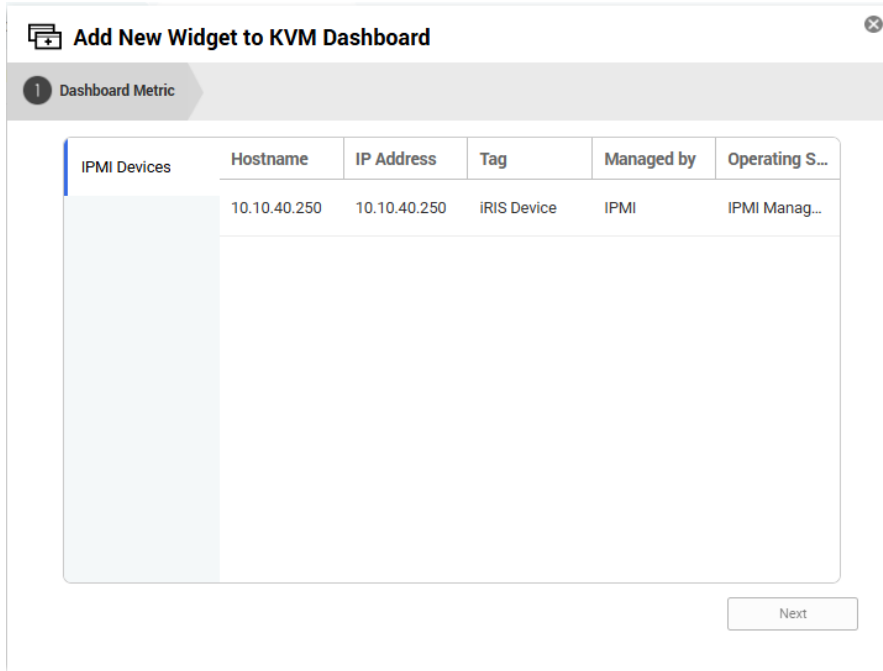 Add New Widget to KVM Dashboard
1 Dashboard Metric
IPMI Devices
Hostname IP Address Tag Managed by Operating S...
10.10.40.250 10.10.40.250 iRIS Device IPMI IPMI Manag...
Next